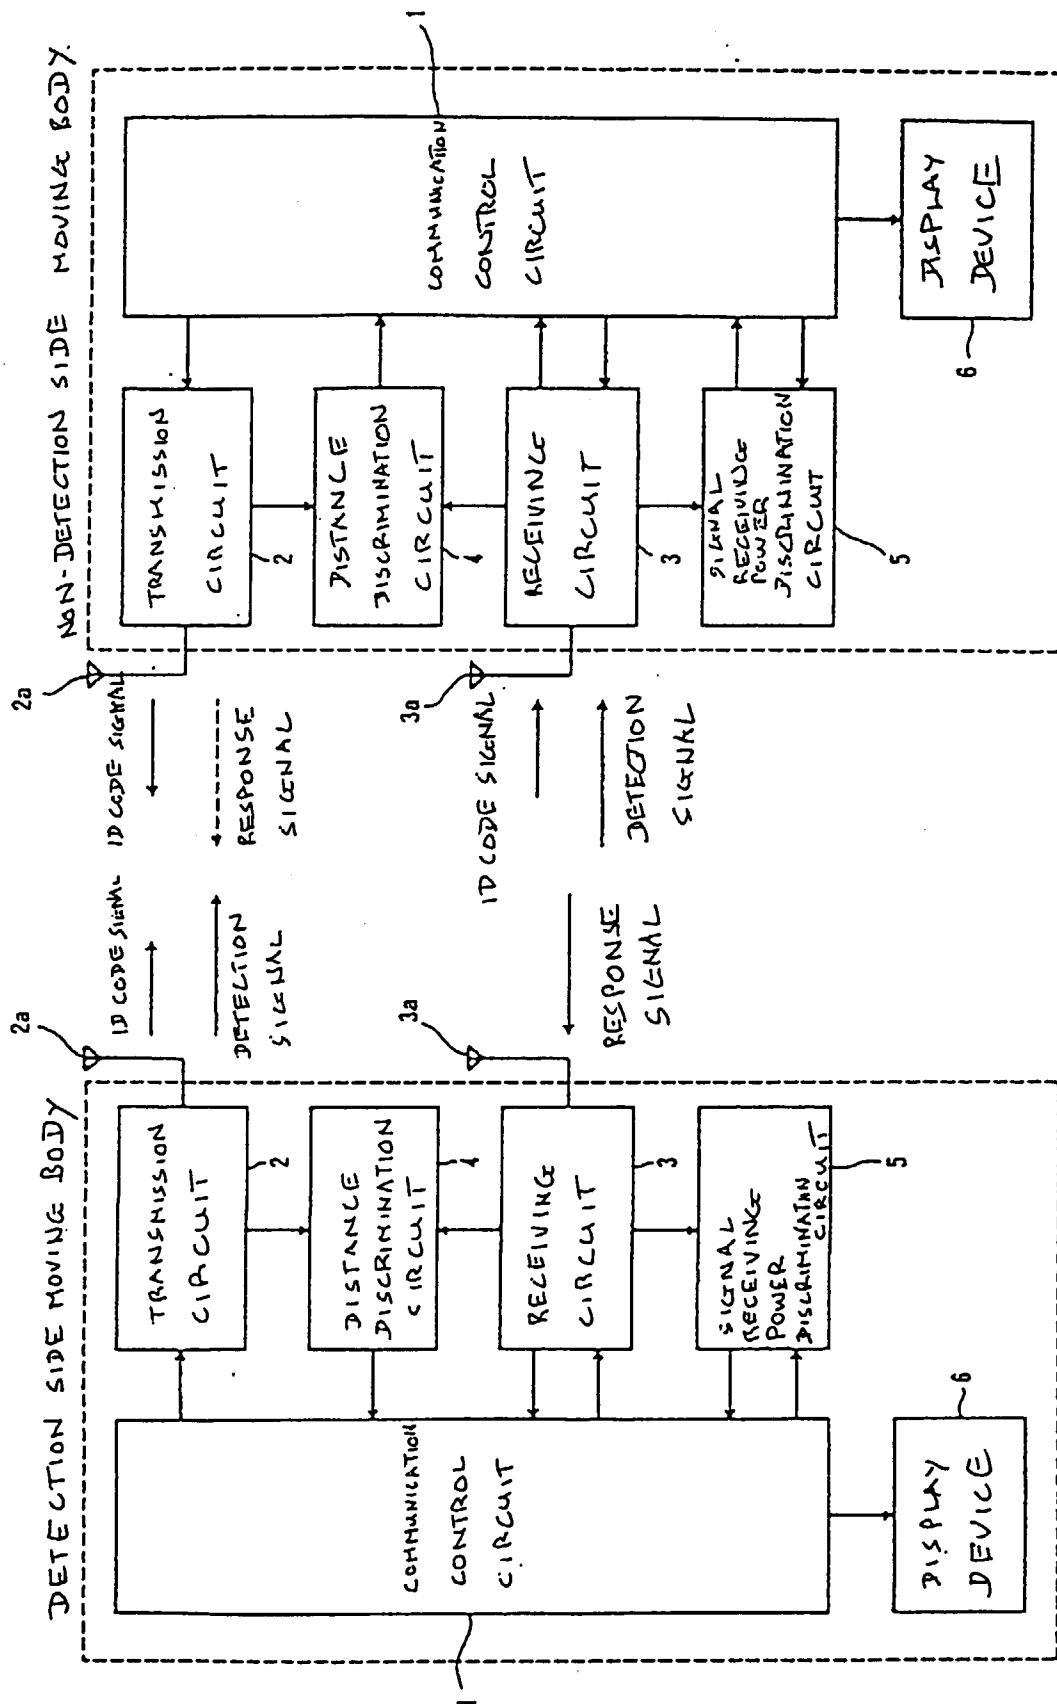 DETECTION SIDE MOVING BODY
1
COMMUNICATION
CONTROL
CIRCUIT
TRANSMISSION
CIRCUIT
2
2a
DISTANCE
DISCRIMINATION
CIRCUIT
4
RECEIVING
CIRCUIT
3
3a
SIGNAL
RECEIVING
POWER
DISCRIMINATION
CIRCUIT
5
DISPLAY
DEVICE
6
ID CODE SIGNAL
DETECTION
SIGNAL
ID CODE SIGNAL
RESPONSE
SIGNAL
RESPONSE
SIGNAL
ID CODE SIGNAL
DETECTION
SIGNAL
NON-DETECTION SIDE MOVING BODY.
2a
TRANSMISSION
CIRCUIT
2
DISTANCE
DISCRIMINATION
CIRCUIT
4
3a
RECEIVING
CIRCUIT
3
SIGNAL
RECEIVING
POWER
DISCRIMINATION
CIRCUIT
5
COMMUNICATION
CONTROL
CIRCUIT
1
DISPLAY
DEVICE
6